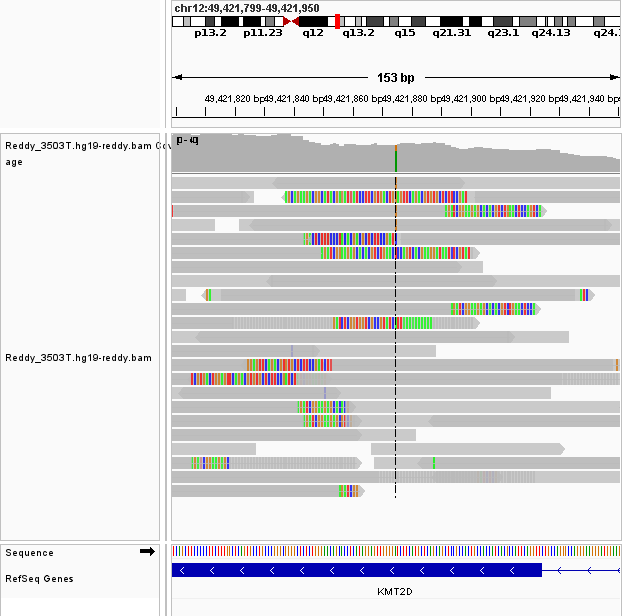 chr12:49,421,799-49,421,950
p13.2 p11.23 q12 q13.2 q15 q21.31 q23.1 q24.13 q24.
153 bp
49,421,820 bp 49,421,840 bp 49,421,860 bp 49,421,880 bp 49,421,900 bp 49,421,920 bp 49,421,940 b
Reddy_3503T.hg19-reddy.bam Cov
age
Reddy_3503T.hg19-reddy.bam
Sequence
RefSeq Genes
KMT2D